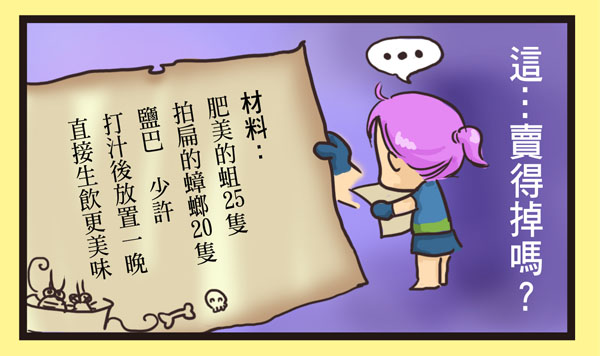 這…賣得掉嗎？
…
材料：
肥美的蛆25隻
拍扁的蟑螂20隻
鹽巴　少許
打汁後放置一晚
直接生飲更美味